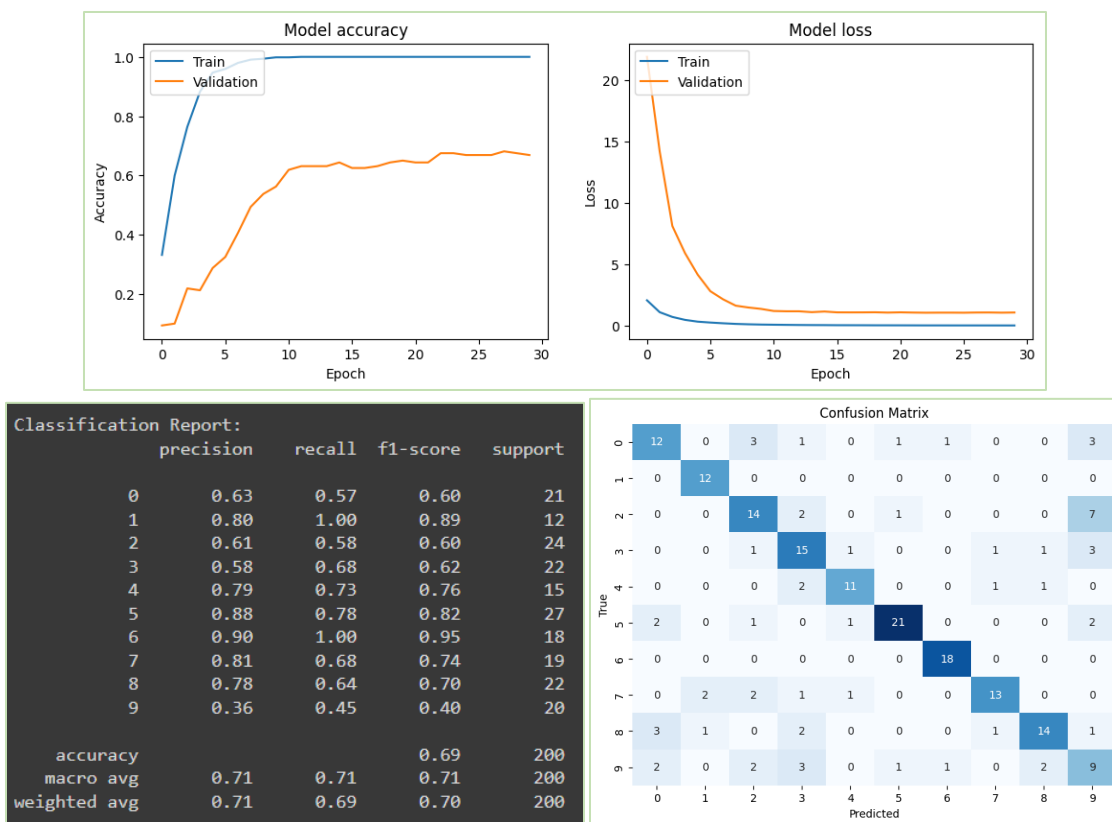 Model accuracy
Train
Validation
1.0
0.8
0.6
0.4
0.2
Accuracy
0 5 10 15 20 25 30
Epoch
Model loss
Train
Validation
20
15
10
5
0
Loss
0 5 10 15 20 25 30
Epoch
Classification Report:
precision recall f1-score support
0 0.63 0.57 0.60 21
1 0.80 1.00 0.89 12
2 0.61 0.58 0.60 24
3 0.58 0.68 0.62 22
4 0.79 0.73 0.76 15
5 0.88 0.78 0.82 27
6 0.90 1.00 0.95 18
7 0.81 0.68 0.74 19
8 0.78 0.64 0.70 22
9 0.36 0.45 0.40 20
accuracy 0.69 200
macro avg 0.71 0.71 0.71 200
weighted avg 0.71 0.69 0.70 200
Confusion Matrix
True
0 12 0 3 1 0 1 1 0 0 3
1 0 12 0 0 0 0 0 0 0 0
2 0 0 14 2 0 1 0 0 0 7
3 0 0 1 15 1 0 0 1 1 3
4 0 0 0 2 11 0 0 1 1 0
5 2 0 1 0 1 21 0 0 0 2
6 0 0 0 0 0 0 18 0 0 0
7 0 2 2 1 1 0 0 13 0 0
8 3 1 0 2 0 0 0 1 14 1
9 2 0 2 3 0 1 1 0 2 9
0 1 2 3 4 5 6 7 8 9
Predicted